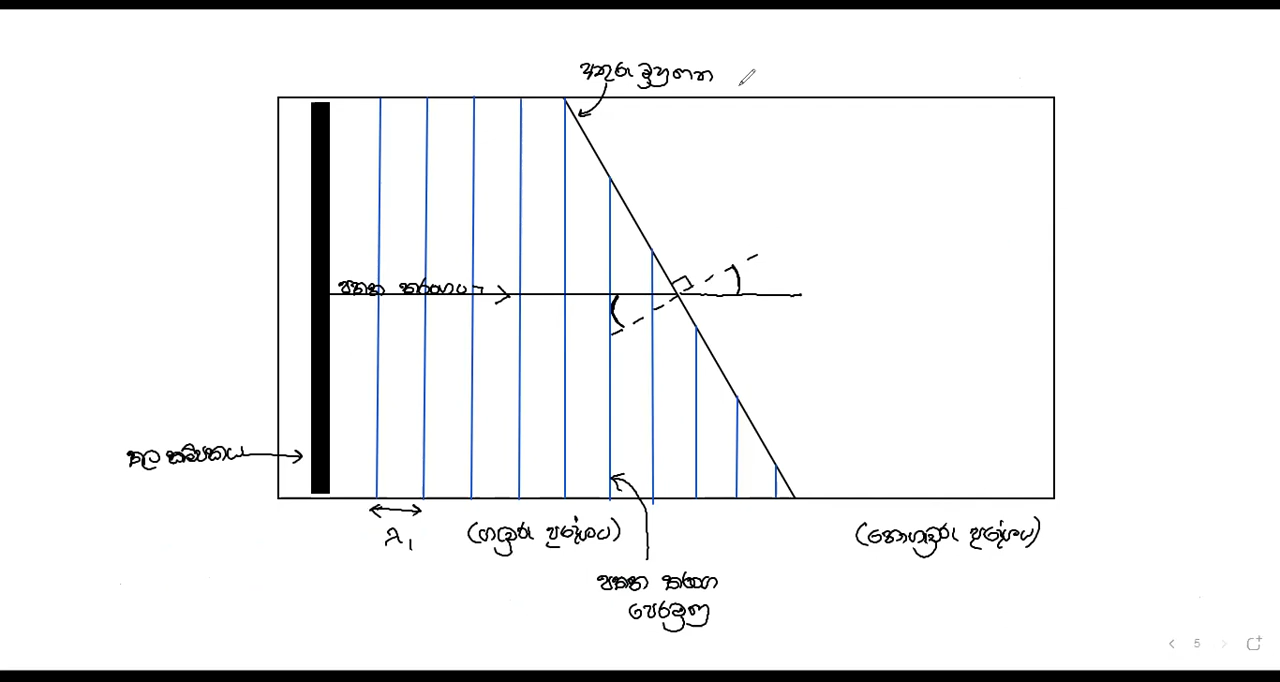 අතුරු මුහුණත
පතන තරංගය
තල කම්පකය
λ₁
(ගැඹුරු ප්‍රදේශය)
(නොගැඹුරු ප්‍රදේශය)
පතන තරංග
පෙරමුණු
5